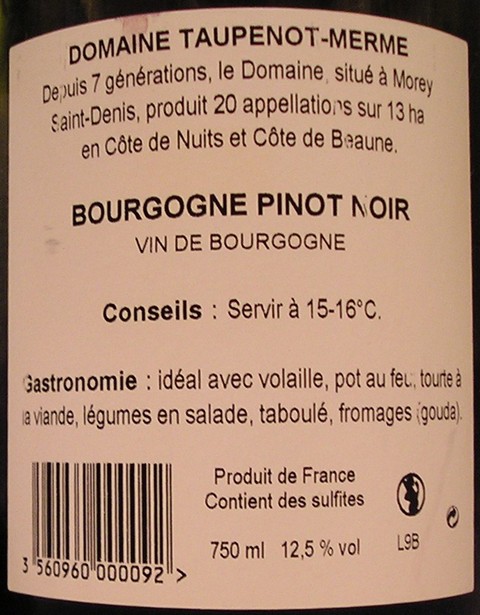 DOMAINE TAUPENOT-MERME
Depuis 7 générations, le Domaine, situé à Morey
Saint-Denis, produit 20 appellations sur 13 ha
en Côte de Nuits et Côte de Beaune.
BOURGOGNE PINOT NOIR
VIN DE BOURGOGNE
Conseils : Servir à 15-16°C.
Gastronomie : idéal avec volaille, pot au feu, tourte à
la viande, légumes en salade, taboulé, fromages (gouda).
Produit de France
Contient des sulfites
750 ml 12,5 % vol
L9B
3 560960 000092 >